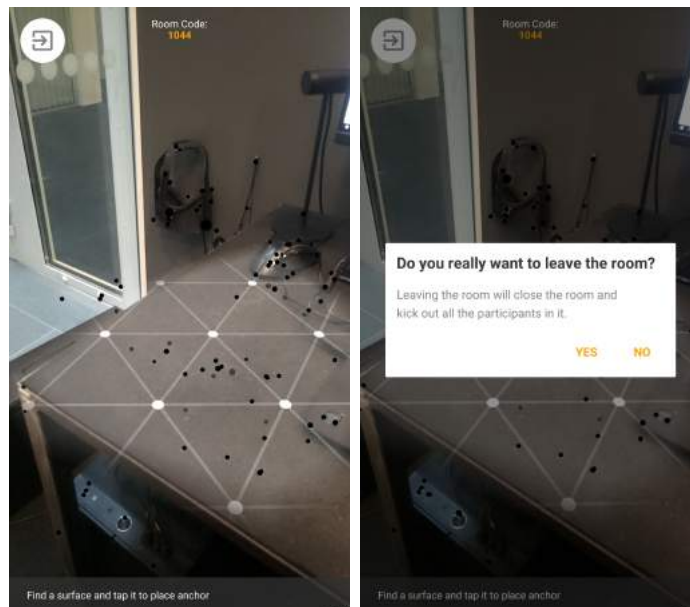 Room Code:
1044
Find a surface and tap it to place anchor
Room Code:
1044
Do you really want to leave the room?
Leaving the room will close the room and
kick out all the participants in it.
YES NO
Find a surface and tap it to place anchor